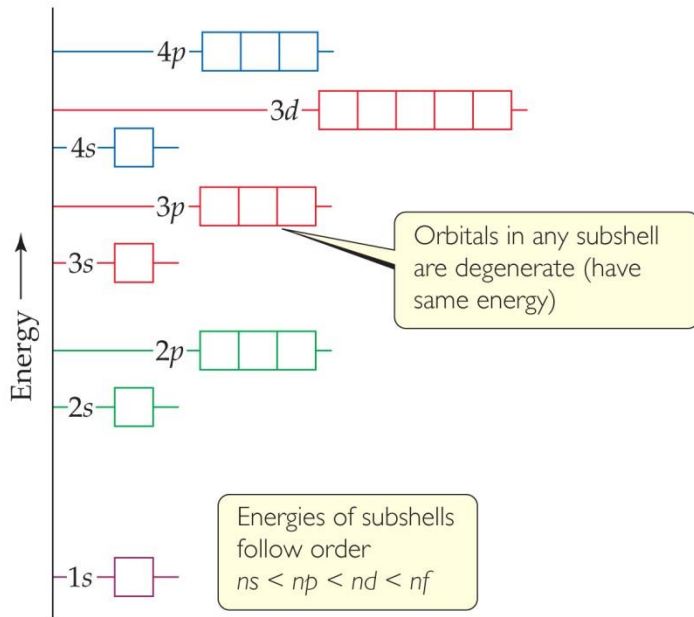 4p
3d
4s
3p
Orbitals in any subshell
are degenerate (have
same energy)
3s
Energy
2p
2s
Energies of subshells
follow order
ns < np < nd < nf
1s